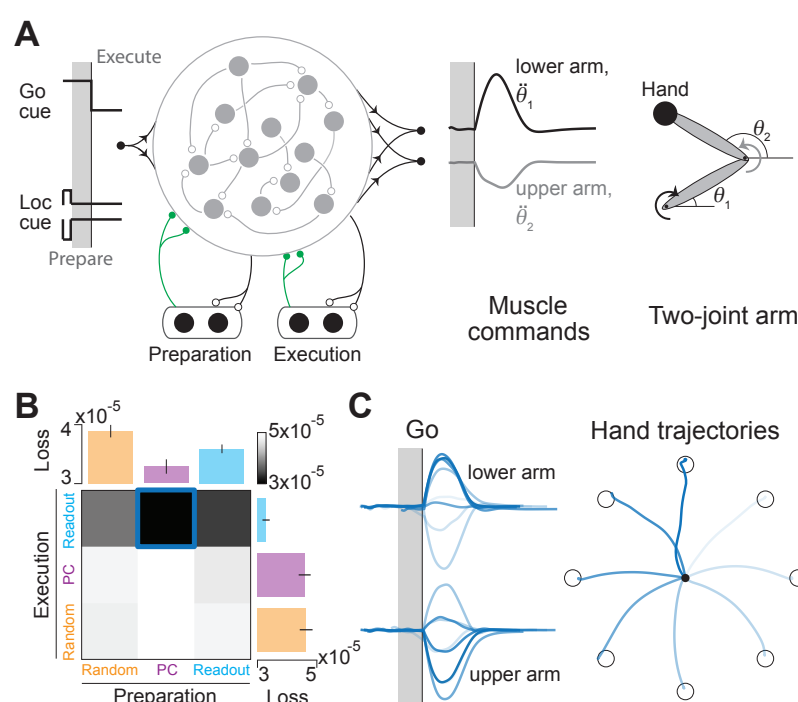 A
Execute
Go
cue
Loc
cue
Prepare
Preparation
Execution
lower arm,
θ̈1
upper arm,
θ̈2
Muscle
commands
Hand
θ2
θ1
Two-joint arm
B
4 x10-5
Loss
3
5x10-5
3x10-5
Execution
Readout
PC
Random
Random PC Readout
Preparation
3 5 x10-5
Loss
C
Go
lower arm
upper arm
Hand trajectories